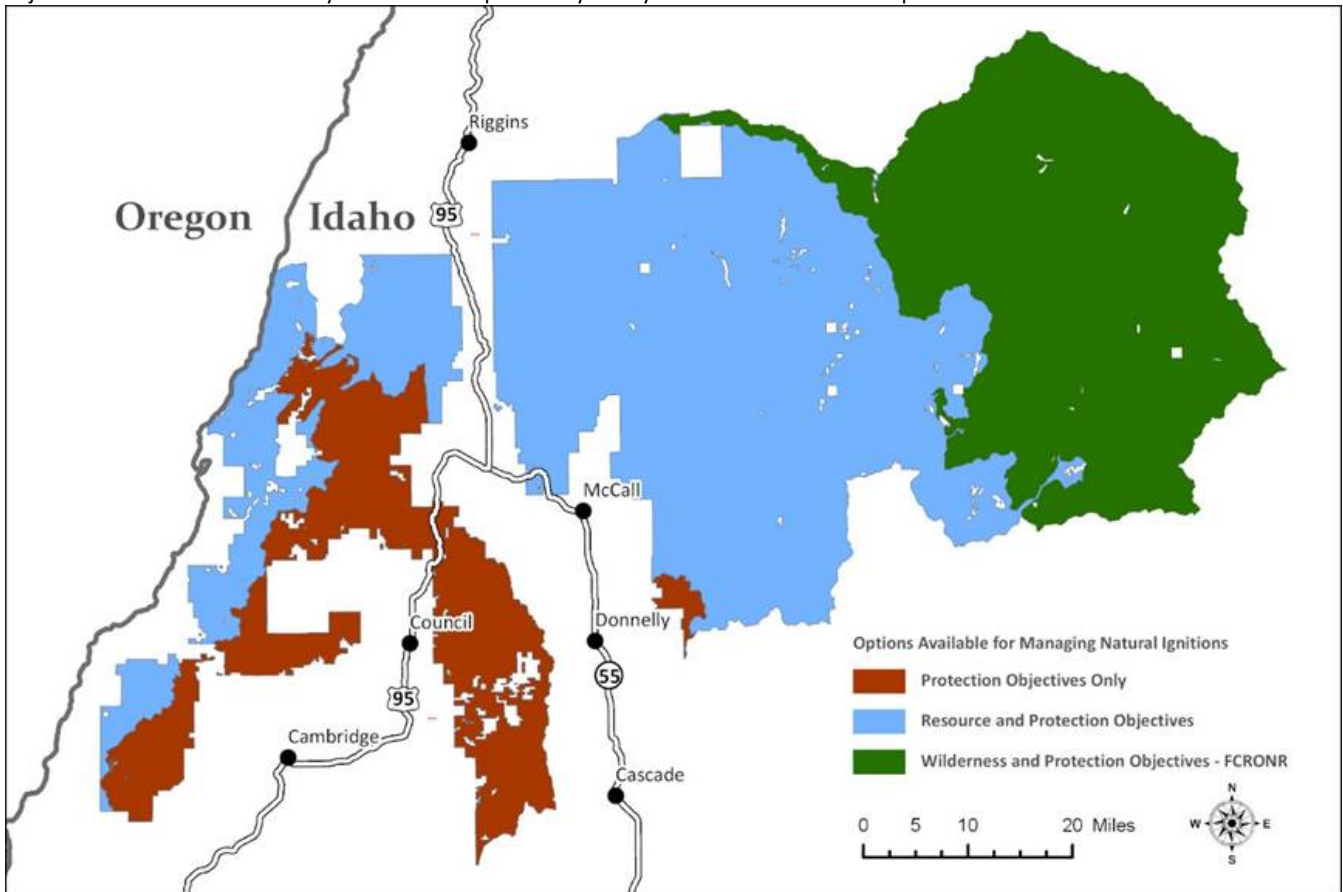 Riggins
95
Oregon
Idaho
McCall
Council
Donnelly
55
95
Cambridge
Cascade
Options Available for Managing Natural Ignitions
Protection Objectives Only
Resource and Protection Objectives
Wilderness and Protection Objectives - FCRONR
0 5 10 20 Miles
N
W E
S